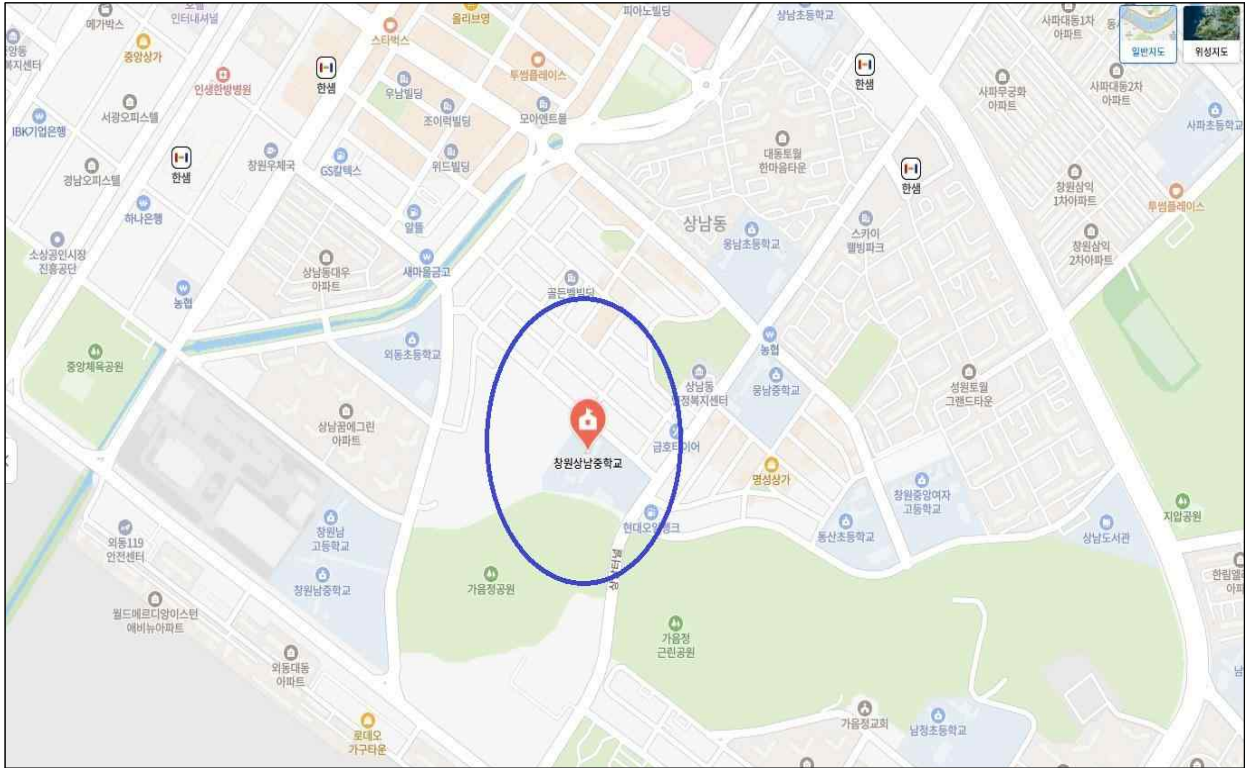 메가박스
인터내셔널
올리브영
피아노빌딩
상남초등학교
사파대동1차
아파트
일반지도
위성지도
스타벅스
중앙상가
복지센터
인생한방병원
한샘
우남빌딩
투썸플레이스
한샘
사파무궁화
아파트
사파대동2차
아파트
IBK기업은행
서광오피스텔
조이럭빌딩
모아엔트몰
사파초등학교
경남오피스텔
한샘
창원우체국
GS칼텍스
위드빌딩
대동토월
한마음타운
한샘
창원삼익
1차아파트
투썸플레이스
하나은행
알뜰
상남동
웅남초등학교
스카이
웰빙파크
소상공인시장
진흥공단
상남동대우
아파트
새마을금고
창원삼익
2차아파트
농협
골든벨빌딩
외동초등학교
농협
중앙체육공원
상남동
행정복지센터
웅남중학교
성원토월
그랜드타운
상남꿈에그린
아파트
금호타이어
창원상남중학교
명성상가
창원중앙여자
고등학교
지압공원
외동119
안전센터
창원남
고등학교
현대오일뱅크
통산초등학교
상남도서관
창원남중학교
가음정공원
상남터널
월드메르디앙이스턴
애비뉴아파트
가음정
근린공원
외동대동
아파트
로데오
가구타운
가음정교회
남정초등학교